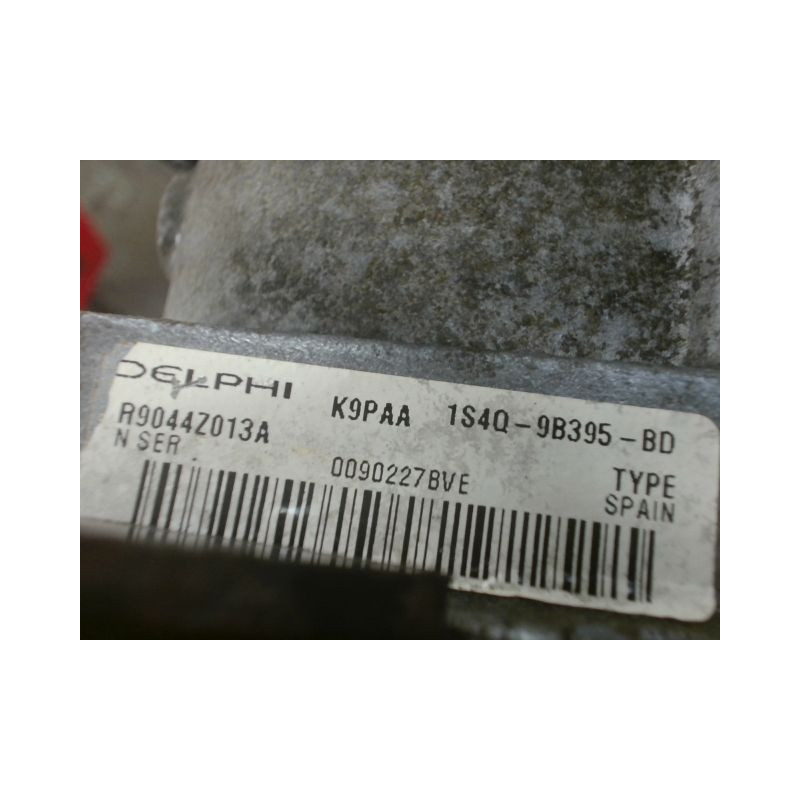 DELPHI K9PAA 1S4Q-9B395-BD
R9044Z013A
N SER 0090227BVE TYPE
SPAIN